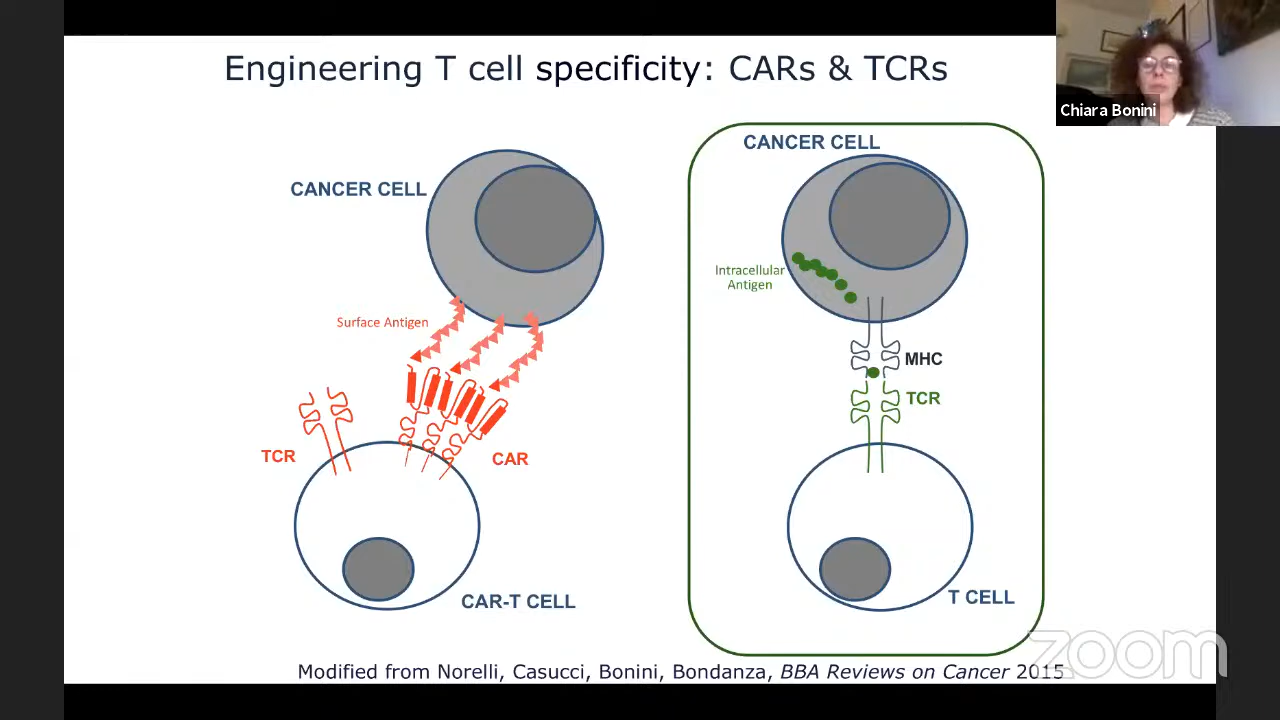 Engineering T cell specificity: CARs & TCRs
Chiara Bonini
CANCER CELL
Surface Antigen
TCR
CAR
CAR-T CELL
CANCER CELL
Intracellular
Antigen
MHC
TCR
T CELL
Modified from Norelli, Casucci, Bonini, Bondanza, BBA Reviews on Cancer 2015
zoom